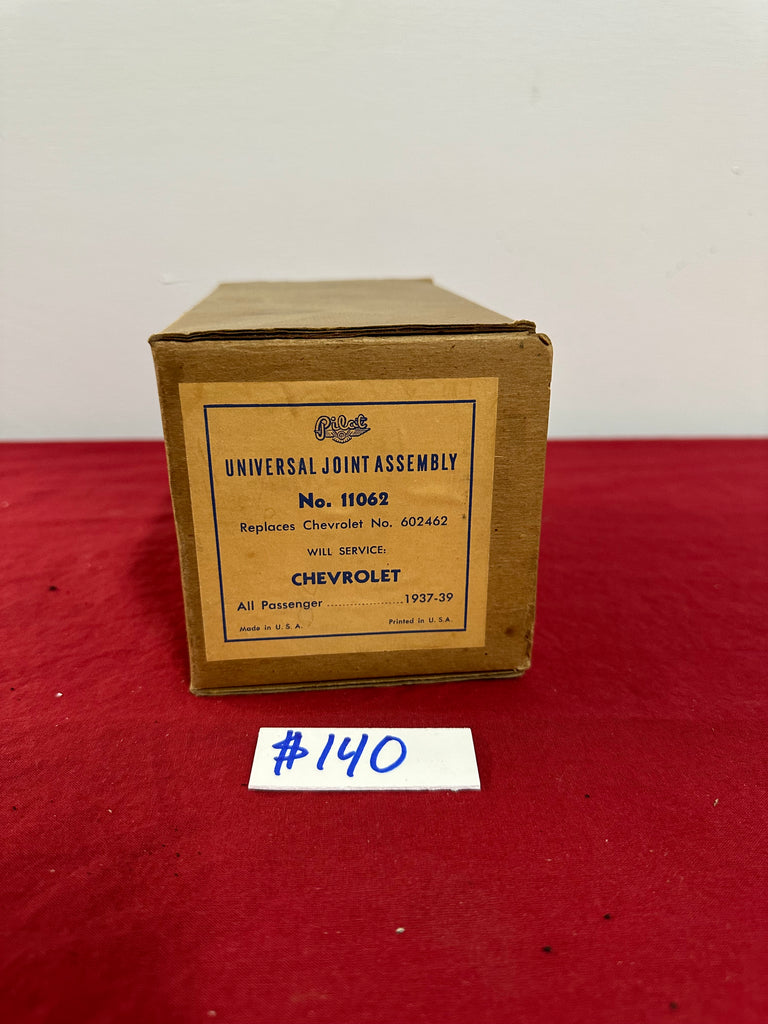 Pilot
UNIVERSAL JOINT ASSEMBLY
No. 11062
Replaces Chevrolet No. 602462
WILL SERVICE:
CHEVROLET
All Passenger ...................1937-39
Made in U. S. A. Printed in U. S. A.
#140